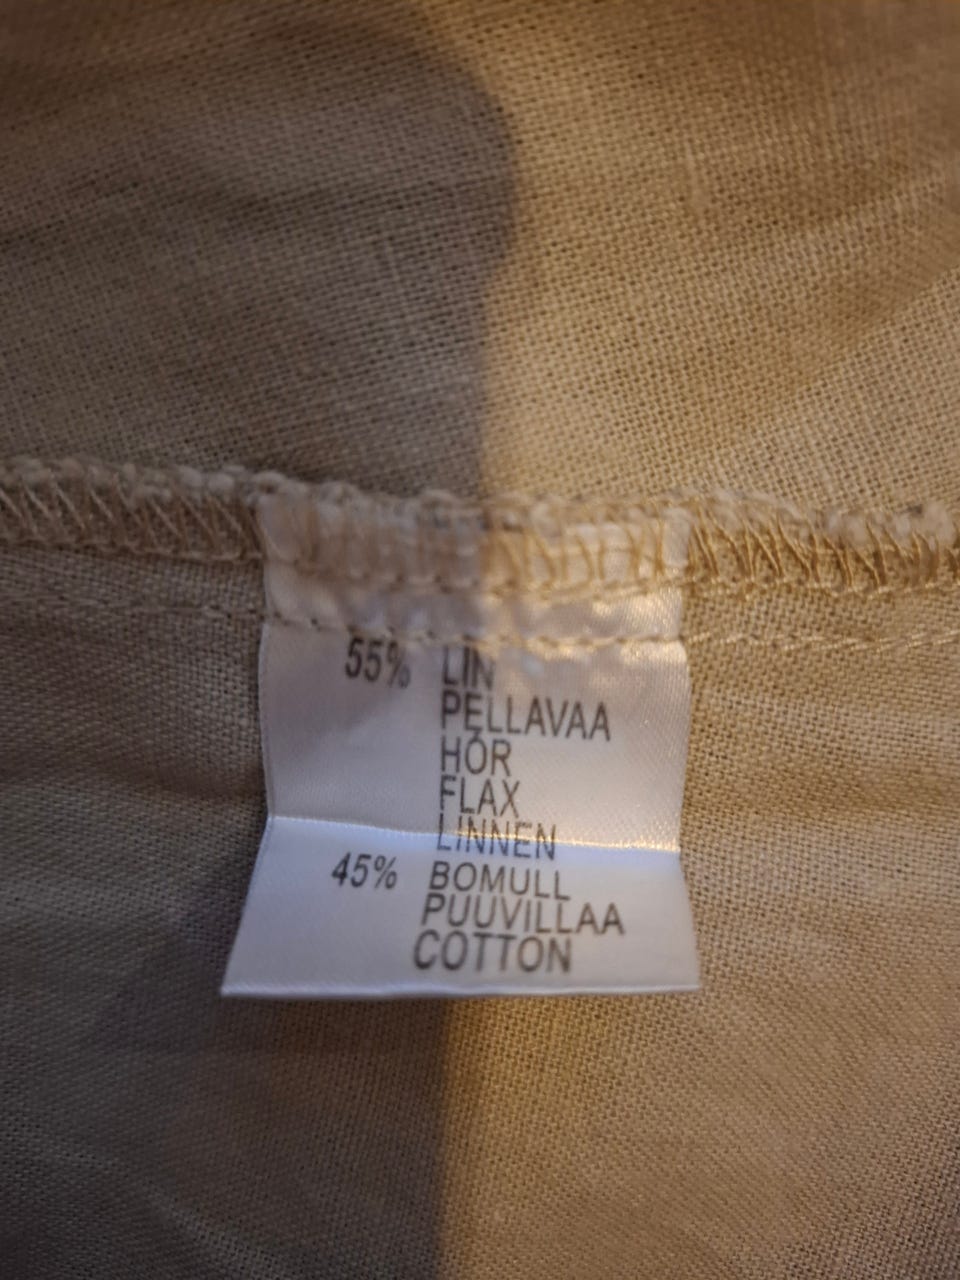 55% LIN
PELLAVAA
HÖR
FLAX
LINNEN
45% BOMULL
PUUVILLAA
COTTON